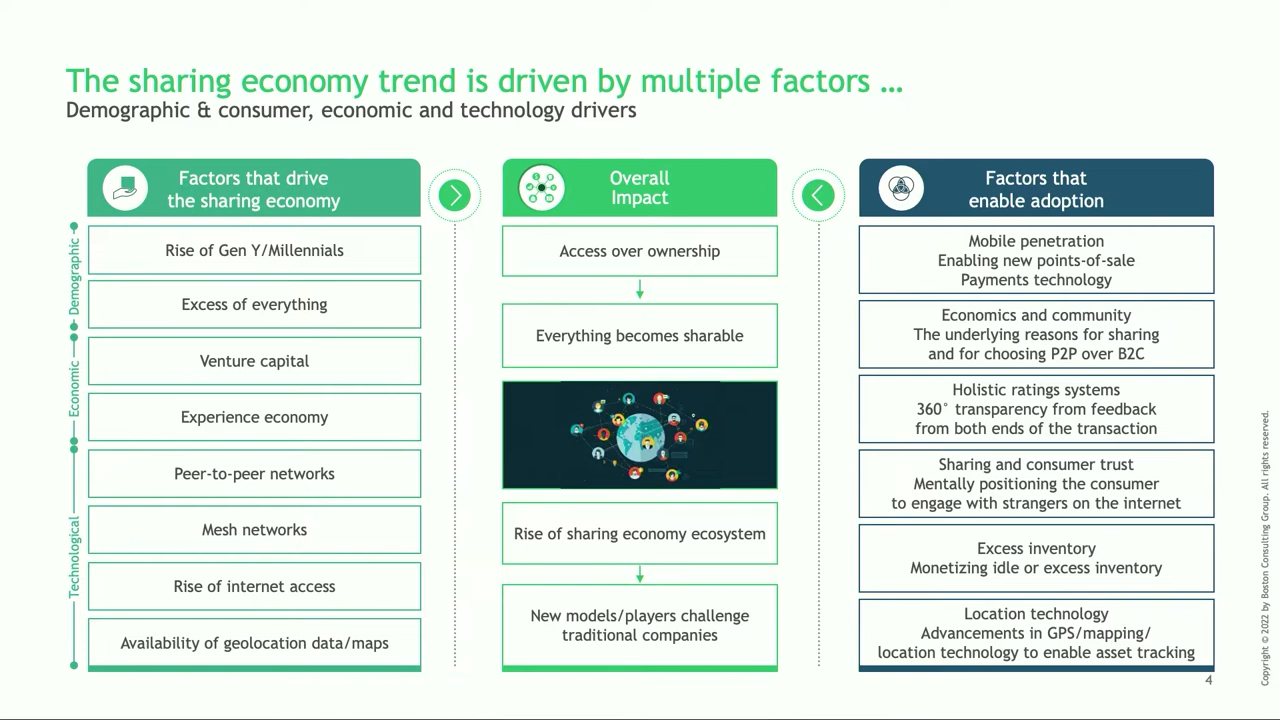 The sharing economy trend is driven by multiple factors …
Demographic & consumer, economic and technology drivers
Factors that drive
the sharing economy
Demographic
Rise of Gen Y/Millennials
Excess of everything
Economic
Venture capital
Experience economy
Technological
Peer-to-peer networks
Mesh networks
Rise of internet access
Availability of geolocation data/maps
Overall
Impact
Access over ownership
Everything becomes sharable
Rise of sharing economy ecosystem
New models/players challenge
traditional companies
Factors that
enable adoption
Mobile penetration
Enabling new points-of-sale
Payments technology
Economics and community
The underlying reasons for sharing
and for choosing P2P over B2C
Holistic ratings systems
360° transparency from feedback
from both ends of the transaction
Sharing and consumer trust
Mentally positioning the consumer
to engage with strangers on the internet
Excess inventory
Monetizing idle or excess inventory
Location technology
Advancements in GPS/mapping/
location technology to enable asset tracking
4
Copyright © 2022 by Boston Consulting Group. All rights reserved.